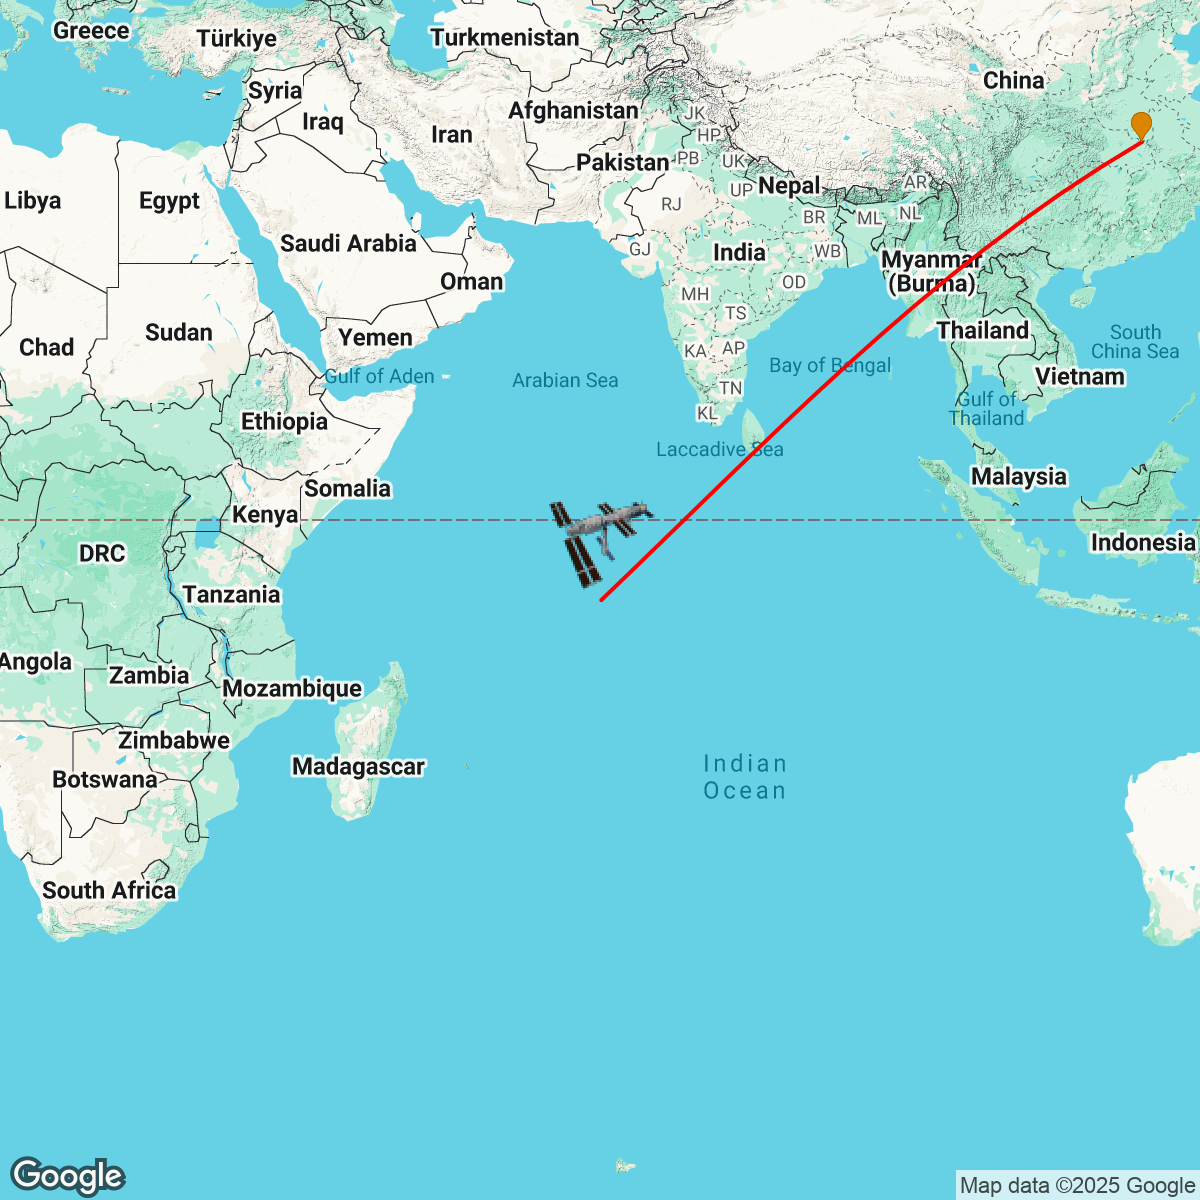 Greece
Türkiye
Turkmenistan
China
Syria
Afghanistan
Iraq
JK
Iran
HP
Pakistan
PB
UK
Libya
Egypt
UP
Nepal
AR
RJ
BR
ML
NL
Saudi Arabia
GJ
India
WB
Myanmar
(Burma)
Oman
OD
MH
TS
Sudan
Yemen
Thailand
South
China Sea
Chad
KA
AP
Bay of Bengal
Gulf of Aden
Arabian Sea
TN
Vietnam
Gulf of
Thailand
Ethiopia
KL
Laccadive Sea
Malaysia
Somalia
Kenya
DRC
Indonesia
Tanzania
Angola
Zambia
Mozambique
Zimbabwe
Madagascar
Botswana
Indian
Ocean
South Africa
Google
Map data ©2025 Google